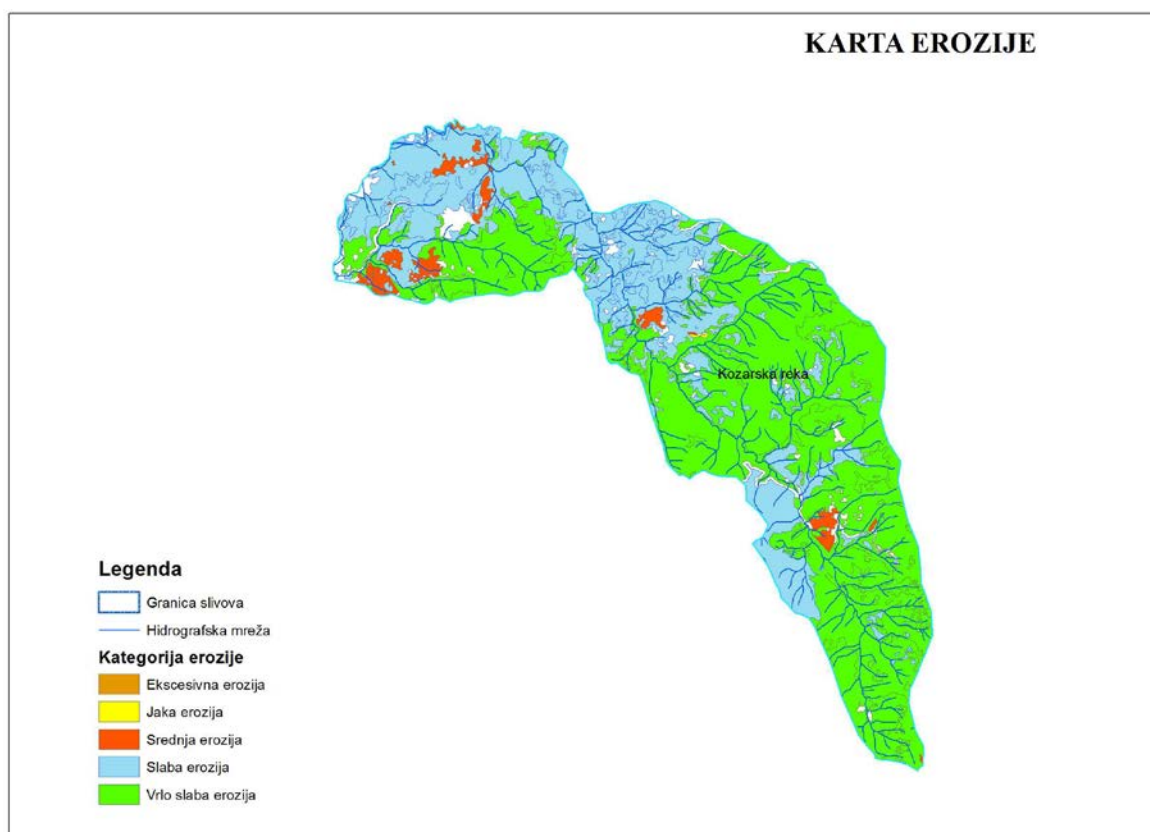 KARTA EROZIJE
Kozarska reka
Legenda
Granica slivova
Hidrografska mreža
Kategorija erozije
Ekscesivna erozija
Jaka erozija
Srednja erozija
Slaba erozija
Vrlo slaba erozija